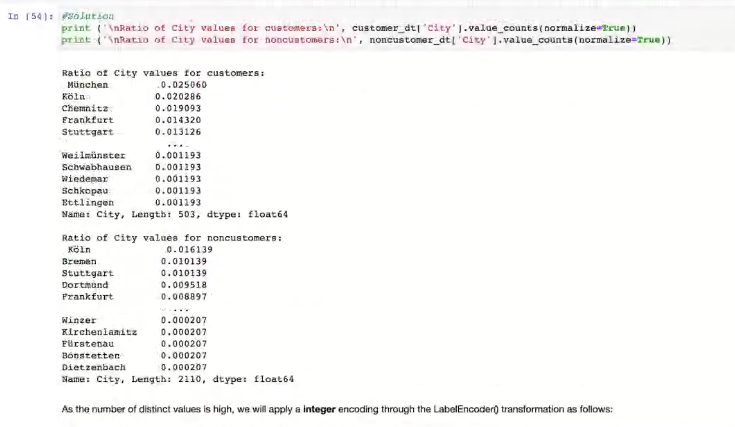 In [54]: #Solution
print ('\nRatio of City values for customers:\n', customer_dt['City'].value_counts(normalize=True))
print ('\nRatio of City values for noncustomers:\n', noncustomer_dt['City'].value_counts(normalize=True))
Ratio of City values for customers:
München 0.025060
Köln 0.020286
Chemnitz 0.019093
Frankfurt 0.014320
Stuttgart 0.013126
...
Weilmünster 0.001193
Schwabhausen 0.001193
Wiedemar 0.001193
Schkopau 0.001193
Ettlingen 0.001193
Name: City, Length: 503, dtype: float64
Ratio of City values for noncustomers:
Köln 0.016139
Bremen 0.010139
Stuttgart 0.010139
Dortmund 0.009518
Frankfurt 0.008897
...
Winzer 0.000207
Kirchenlamitz 0.000207
Fürstenau 0.000207
Bonstetten 0.000207
Dietzenbach 0.000207
Name: City, Length: 2110, dtype: float64
As the number of distinct values is high, we will apply a integer encoding through the LabelEncoder() transformation as follows: